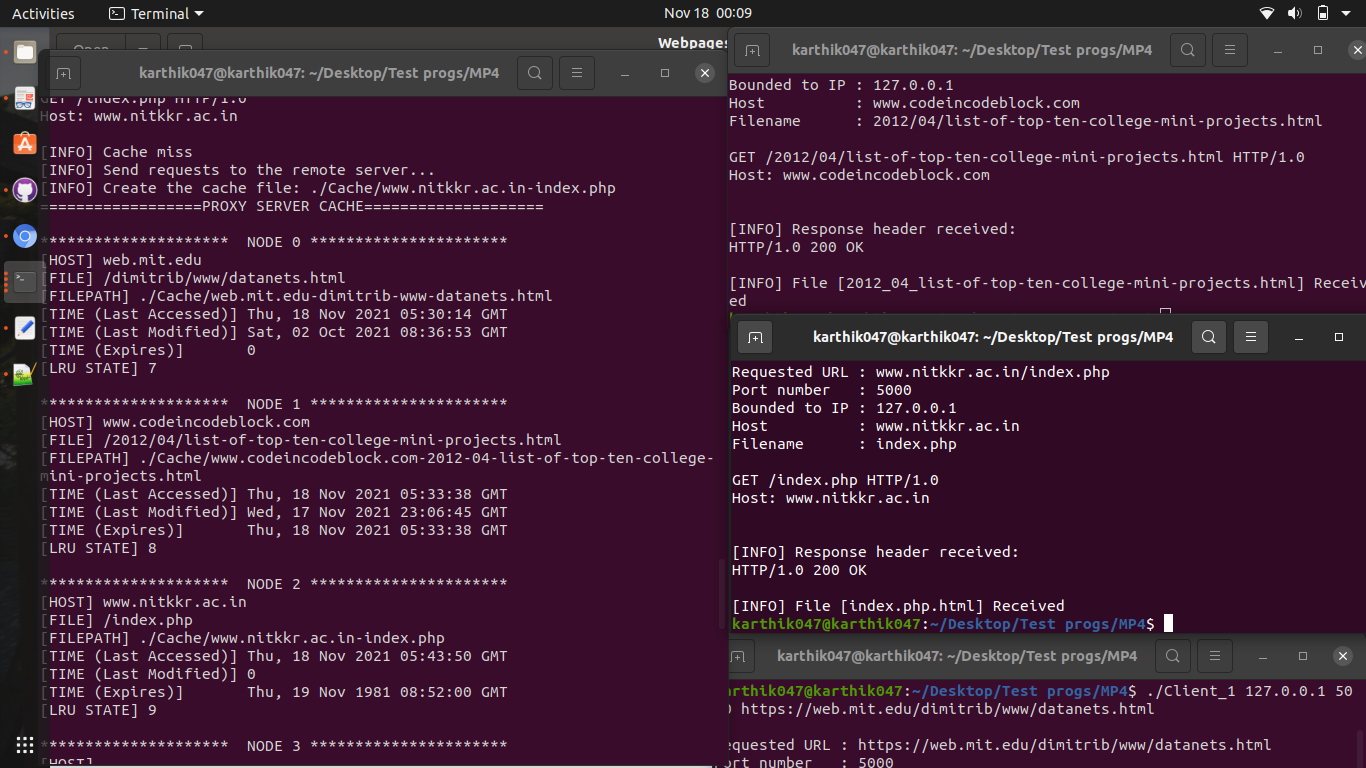 Activities
Terminal
Nov 18 00:09
Open
Webpages
karthik047@karthik047: ~/Desktop/Test progs/MP4
GET /index.php HTTP/1.0
Host: www.nitkkr.ac.in
[INFO] Cache miss
[INFO] Send requests to the remote server...
[INFO] Create the cache file: ./Cache/www.nitkkr.ac.in-index.php
==================PROXY SERVER CACHE====================
********************* NODE 0 **********************
[HOST] web.mit.edu
[FILE] /dimitrib/www/datanets.html
[FILEPATH] ./Cache/web.mit.edu-dimitrib-www-datanets.html
[TIME (Last Accessed)] Thu, 18 Nov 2021 05:30:14 GMT
[TIME (Last Modified)] Sat, 02 Oct 2021 08:36:53 GMT
[TIME (Expires)] 0
[LRU STATE] 7
********************* NODE 1 **********************
[HOST] www.codeincodeblock.com
[FILE] /2012/04/list-of-top-ten-college-mini-projects.html
[FILEPATH] ./Cache/www.codeincodeblock.com-2012-04-list-of-top-ten-college-
mini-projects.html
[TIME (Last Accessed)] Thu, 18 Nov 2021 05:33:38 GMT
[TIME (Last Modified)] Wed, 17 Nov 2021 23:06:45 GMT
[TIME (Expires)] Thu, 18 Nov 2021 05:33:38 GMT
[LRU STATE] 8
********************* NODE 2 **********************
[HOST] www.nitkkr.ac.in
[FILE] /index.php
[FILEPATH] ./Cache/www.nitkkr.ac.in-index.php
[TIME (Last Accessed)] Thu, 18 Nov 2021 05:43:50 GMT
[TIME (Last Modified)] 0
[TIME (Expires)] Thu, 19 Nov 1981 08:52:00 GMT
[LRU STATE] 9
********************* NODE 3 **********************
[HOST]
karthik047@karthik047: ~/Desktop/Test progs/MP4
Bounded to IP : 127.0.0.1
Host : www.codeincodeblock.com
Filename : 2012/04/list-of-top-ten-college-mini-projects.html
GET /2012/04/list-of-top-ten-college-mini-projects.html HTTP/1.0
Host: www.codeincodeblock.com
[INFO] Response header received:
HTTP/1.0 200 OK
[INFO] File [2012_04_list-of-top-ten-college-mini-projects.html] Receiv
ed
karthik047@karthik047: ~/Desktop/Test progs/MP4
Requested URL : www.nitkkr.ac.in/index.php
Port number : 5000
Bounded to IP : 127.0.0.1
Host : www.nitkkr.ac.in
Filename : index.php
GET /index.php HTTP/1.0
Host: www.nitkkr.ac.in
[INFO] Response header received:
HTTP/1.0 200 OK
[INFO] File [index.php.html] Received
karthik047@karthik047:~/Desktop/Test progs/MP4$
karthik047@karthik047: ~/Desktop/Test progs/MP4
arthik047@karthik047:~/Desktop/Test progs/MP4$ ./Client_1 127.0.0.1 50
0 https://web.mit.edu/dimitrib/www/datanets.html
equested URL : https://web.mit.edu/dimitrib/www/datanets.html
ort number : 5000